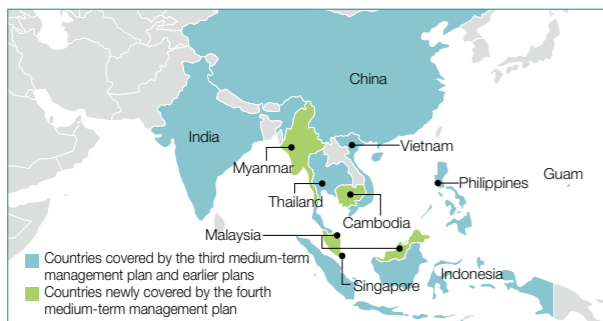 China
India
Vietnam
Myanmar
Philippines
Guam
Thailand
Cambodia
Malaysia
Countries covered by the third medium-term
management plan and earlier plans
Indonesia
Singapore
Countries newly covered by the fourth
medium-term management plan